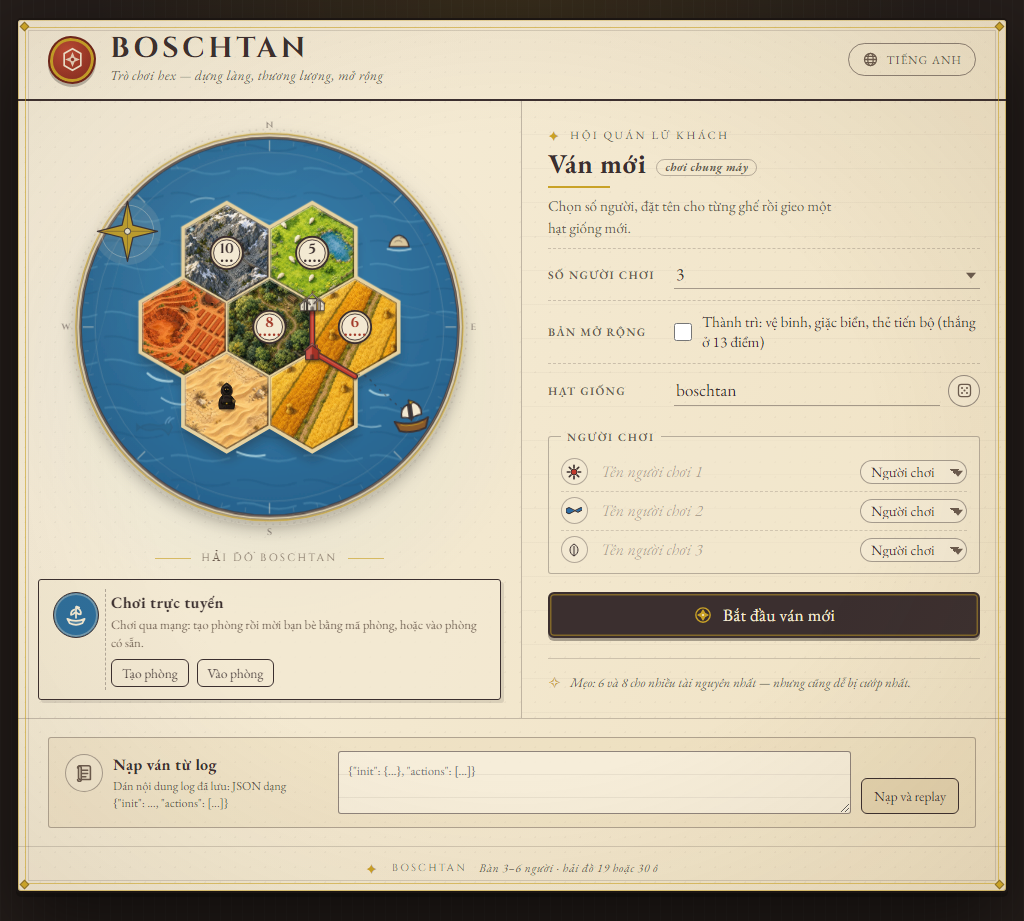 BOSCHTAN
Trò chơi hex — dựng làng, thương lượng, mở rộng
TIẾNG ANH
N
W
E
S
10
5
8
6
HẢI ĐỒ BOSCHTAN
Chơi trực tuyến
Chơi qua mạng: tạo phòng rồi mời bạn bè bằng mã phòng, hoặc vào phòng
có sẵn.
Tạo phòng
Vào phòng
HỘI QUÁN LỮ KHÁCH
Ván mới
chơi chung máy
Chọn số người, đặt tên cho từng ghế rồi gieo một
hạt giống mới.
SỐ NGƯỜI CHƠI
3
BẢN MỞ RỘNG
Thành trì: vệ binh, giặc biển, thẻ tiến bộ (thắng
ở 13 điểm)
HẠT GIỐNG
boschtan
NGƯỜI CHƠI
Tên người chơi 1
Người chơi
Tên người chơi 2
Người chơi
Tên người chơi 3
Người chơi
Bắt đầu ván mới
Mẹo: 6 và 8 cho nhiều tài nguyên nhất — nhưng cũng dễ bị cướp nhất.
Nạp ván từ log
Dán nội dung log đã lưu: JSON dạng
{"init": ..., "actions": [...]}
{"init": {...}, "actions": [...]}
Nạp và replay
BOSCHTAN
Bàn 3–6 người · hải đồ 19 hoặc 30 ô